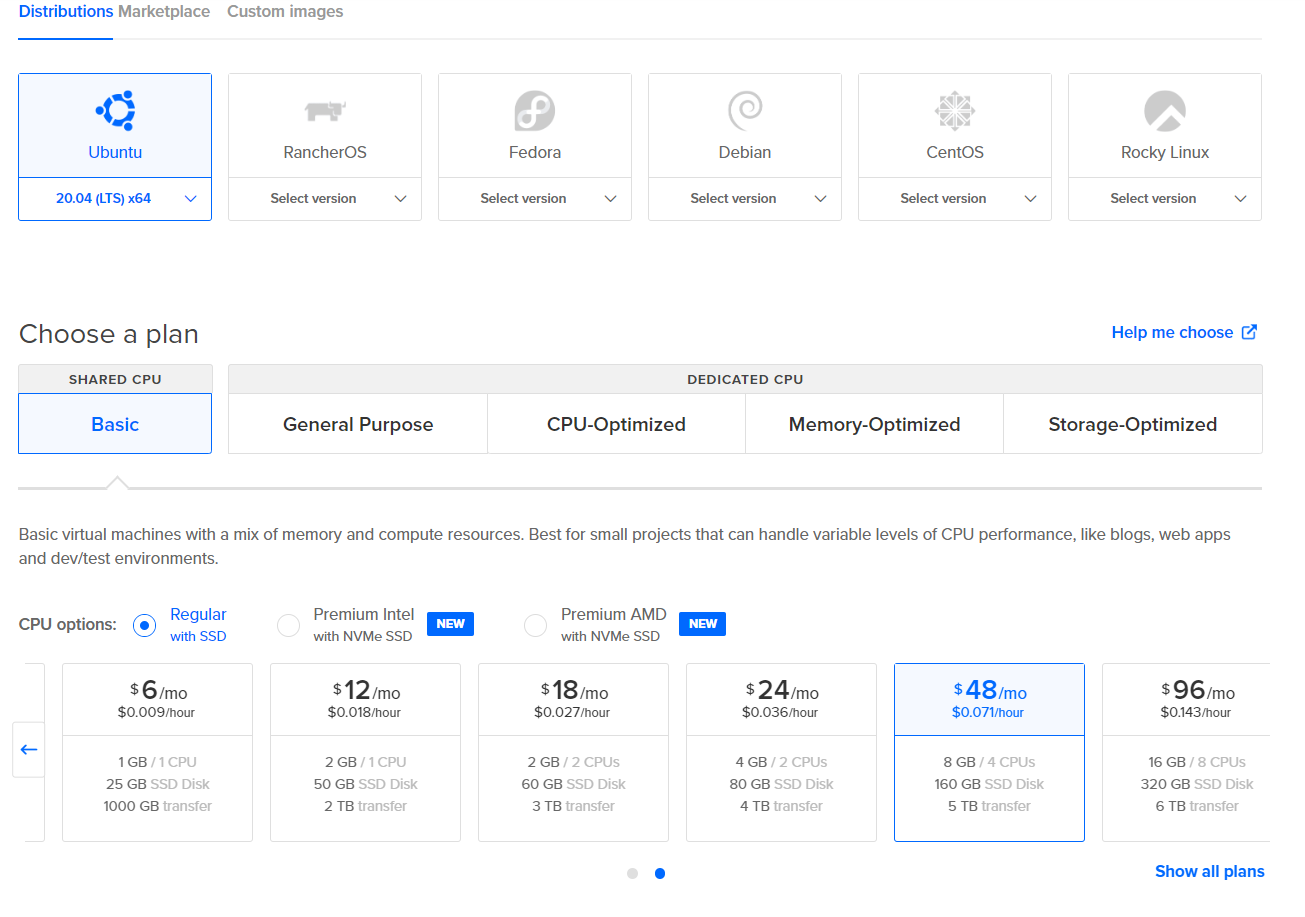 Distributions Marketplace Custom images
Ubuntu
20.04 (LTS) x64
RancherOS
Select version
Fedora
Select version
Debian
Select version
CentOS
Select version
Rocky Linux
Select version
Choose a plan
Help me choose
SHARED CPU
Basic
DEDICATED CPU
General Purpose
CPU-Optimized
Memory-Optimized
Storage-Optimized
Basic virtual machines with a mix of memory and compute resources. Best for small projects that can handle variable levels of CPU performance, like blogs, web apps
and dev/test environments.
CPU options:
Regular
with SSD
Premium Intel
with NVMe SSD
NEW
Premium AMD
with NVMe SSD
NEW
$6/mo
$0.009/hour
1 GB / 1 CPU
25 GB SSD Disk
1000 GB transfer
$12/mo
$0.018/hour
2 GB / 1 CPU
50 GB SSD Disk
2 TB transfer
$18/mo
$0.027/hour
2 GB / 2 CPUs
60 GB SSD Disk
3 TB transfer
$24/mo
$0.036/hour
4 GB / 2 CPUs
80 GB SSD Disk
4 TB transfer
$48/mo
$0.071/hour
8 GB / 4 CPUs
160 GB SSD Disk
5 TB transfer
$96/mo
$0.143/hour
16 GB / 8 CPUs
320 GB SSD Disk
6 TB transfer
Show all plans